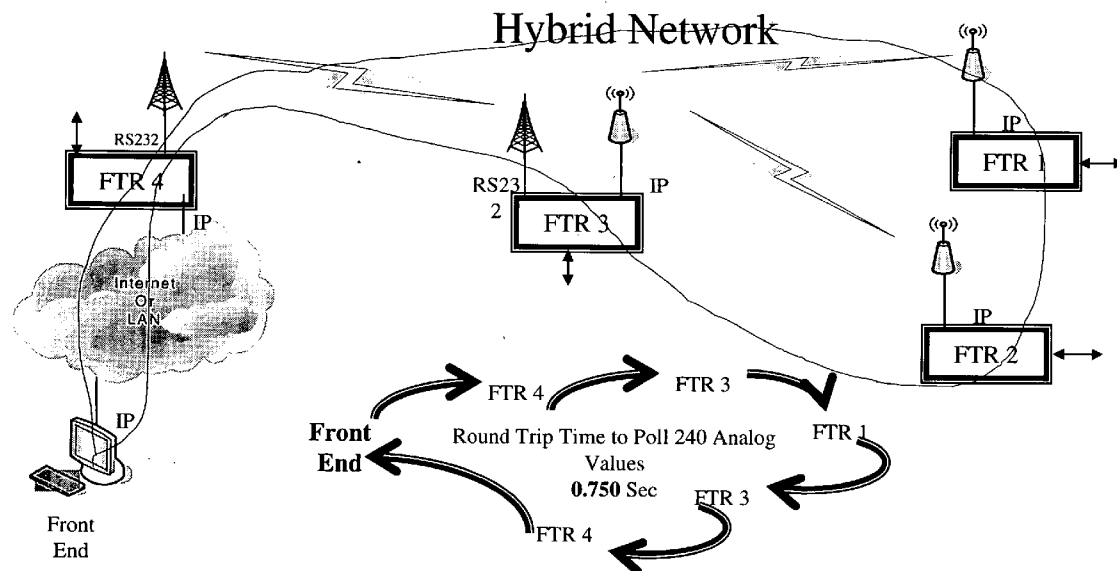 Hybrid Network
RS232
FTR 4
IP
Internet
Or
LAN
IP
Front
End
RS23
2
IP
FTR 3
IP
FTR 1
IP
FTR 2
Front
End
FTR 4
FTR 3
FTR 1
FTR 3
FTR 4
Round Trip Time to Poll 240 Analog
Values
0.750 Sec